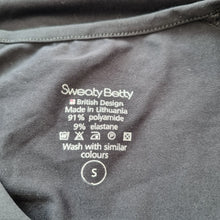 Sweaty Betty
British Design
Made in Lithuania
91% polyamide
9% elastane
Wash with similar
colours
S